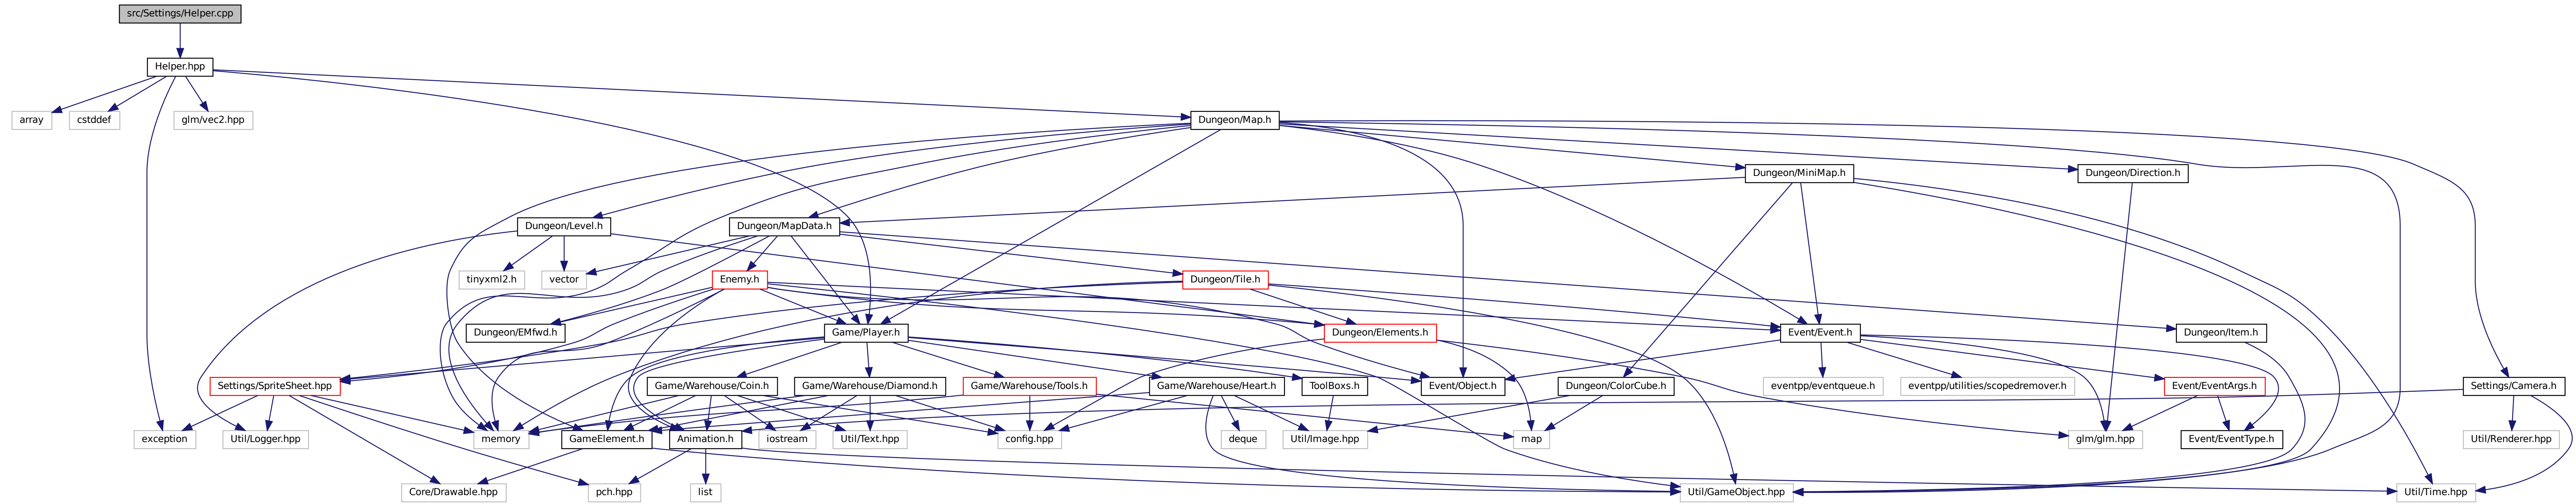 src/Settings/Helper.cpp
Helper.hpp
array
cstddef
glm/vec2.hpp
Dungeon/Map.h
Dungeon/MiniMap.h
Dungeon/Direction.h
Dungeon/Level.h
Dungeon/MapData.h
tinyxml2.h
vector
Enemy.h
Dungeon/Tile.h
Dungeon/EMfwd.h
Game/Player.h
Dungeon/Elements.h
Event/Event.h
Dungeon/Item.h
Settings/SpriteSheet.hpp
Game/Warehouse/Coin.h
Game/Warehouse/Diamond.h
Game/Warehouse/Tools.h
Game/Warehouse/Heart.h
ToolBoxs.h
Event/Object.h
Dungeon/ColorCube.h
eventpp/eventqueue.h
eventpp/utilities/scopedremover.h
Event/EventArgs.h
Settings/Camera.h
exception
Util/Logger.hpp
memory
GameElement.h
Animation.h
iostream
Util/Text.hpp
config.hpp
deque
Util/Image.hpp
map
glm/glm.hpp
Event/EventType.h
Util/Renderer.hpp
Core/Drawable.hpp
pch.hpp
list
Util/GameObject.hpp
Util/Time.hpp